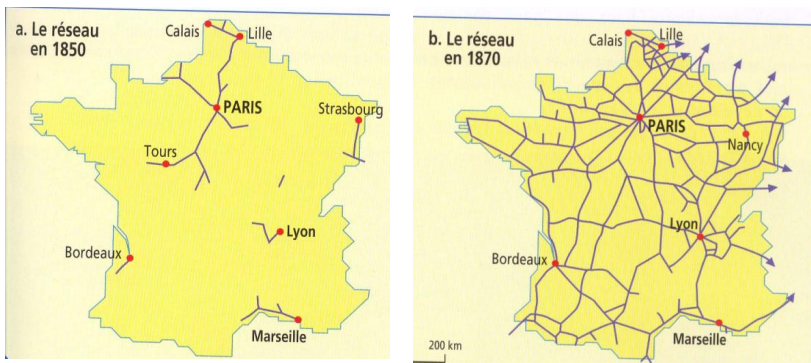 a. Le réseau
en 1850
Calais
Lille
PARIS
Strasbourg
Tours
Lyon
Bordeaux
Marseille
b. Le réseau
en 1870
Calais
Lille
PARIS
Nancy
Lyon
Bordeaux
Marseille
200 km